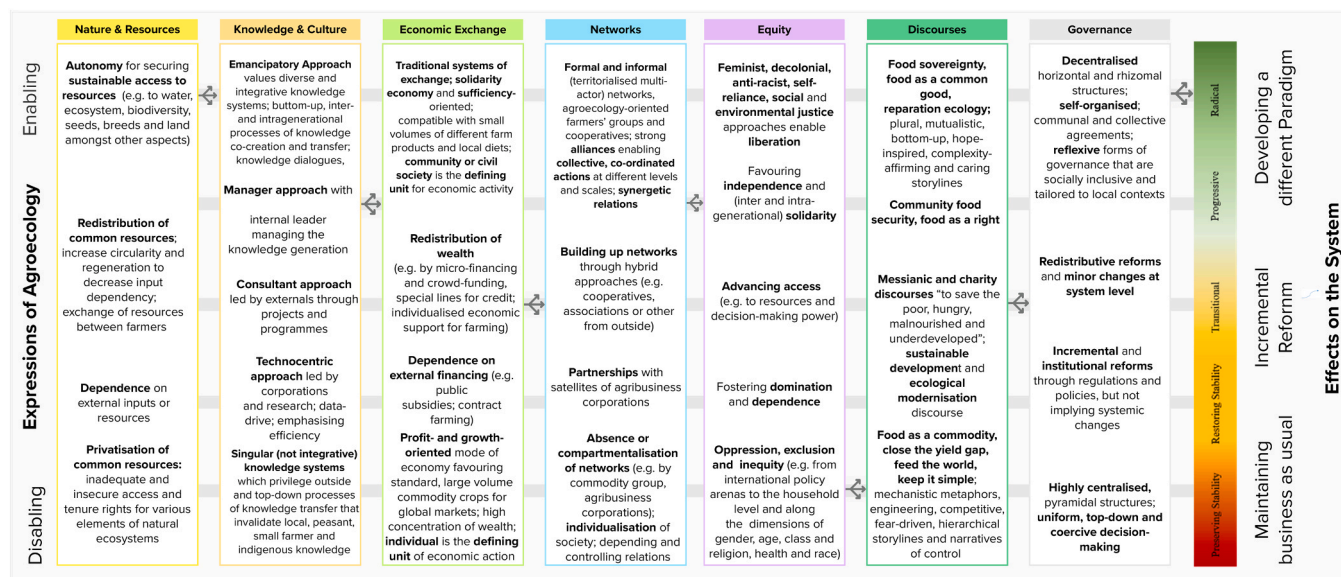 Nature & Resources
Knowledge & Culture
Economic Exchange
Networks
Equity
Discourses
Governance
Expressions of Agroecology
Enabling
Disabling
Autonomy for securing
sustainable access to
resources (e.g. to water,
ecosystem, biodiversity,
seeds, breeds and land
amongst other aspects)
Redistribution of
common resources;
increase circularity and
regeneration to
decrease input
dependency;
exchange of resources
between farmers
Dependence on
external inputs or
resources
Privatisation of
common resources:
inadequate and
insecure access and
tenure rights for various
elements of natural
ecosystems
Emancipatory Approach
values diverse and
integrative knowledge
systems; buttom-up, inter-
and intragenerational
processes of knowledge
co-creation and transfer;
knowledge dialogues,
Manager approach with
internal leader
managing the
knowledge generation
Consultant approach
led by externals through
projects and
programmes
Technocentric
approach led by
corporations
and research; data-
drive; emphasising
efficiency
Singular (not integrative)
knowledge systems
which privilege outside
and top-down processes
of knowledge transfer that
invalidate local, peasant,
small farmer and
indigenous knowledge
Traditional systems of
exchange; solidarity
economy and sufficiency-
oriented;
compatible with small
volumes of different farm
products and local diets;
community or civil
society is the defining
unit for economic activity
Redistribution of
wealth
(e.g. by micro-financing
and crowd-funding,
special lines for credit;
individualised economic
support for farming)
Dependence on
external financing (e.g.
public
subsidies; contract
farming)
Profit- and growth-
oriented mode of
economy favouring
standard, large volume
commodity crops for
global markets; high
concentration of wealth;
individual is the defining
unit of economic action
Formal and informal
(territorialised multi-
actor) networks,
agroecology-oriented
farmers' groups and
cooperatives; strong
alliances enabling
collective, co-ordinated
actions at different levels
and scales; synergetic
relations
Building up networks
through hybrid
approaches (e.g.
cooperatives,
associations or other
from outside)
Partnerships with
satellites of agribusiness
corporations
Absence or
compartmentalisation
of networks (e.g. by
commodity group,
agribusiness
corporations);
individualisation of
society; depending and
controlling relations
Feminist, decolonial,
anti-racist, self-
reliance, social and
environmental justice
approaches enable
liberation
Favouring
independence and
(inter and intra-
generational) solidarity
Advancing access
(e.g. to resources and
decision-making power)
Fostering domination
and dependence
Oppression, exclusion
and inequity (e.g. from
international policy
arenas to the household
level and along
the dimensions of
gender, age, class and
religion, health and race)
Food sovereignty,
food as a common
good,
reparation ecology;
plural, mutualistic,
bottom-up, hope-
inspired, complexity-
affirming and caring
storylines
Community food
security, food as a right
Messianic and charity
discourses "to save the
poor, hungry,
malnourished and
underdeveloped";
sustainable
development and
ecological
modernisation
discourse
Food as a commodity,
close the yield gap,
feed the world,
keep it simple;
mechanistic metaphors,
engineering, competitive,
fear-driven, hierarchical
storylines and narratives
of control
Decentralised
horizontal and rhizomal
structures;
self-organised;
communal and collective
agreements;
reflexive forms of
governance that are
socially inclusive and
tailored to local contexts
Redistributive reforms
and minor changes at
system level
Incremental and
institutional reforms
through regulations and
policies, but not
implying systemic
changes
Highly centralised,
pyramidal structures;
uniform, top-down and
coercive decision-
making
Radical
Progressive
Transitional
Restoring Stability
Preserving Stability
Developing a
different Paradigm
Incremental
Reformm
Maintaining
business as usual
Effects on the System